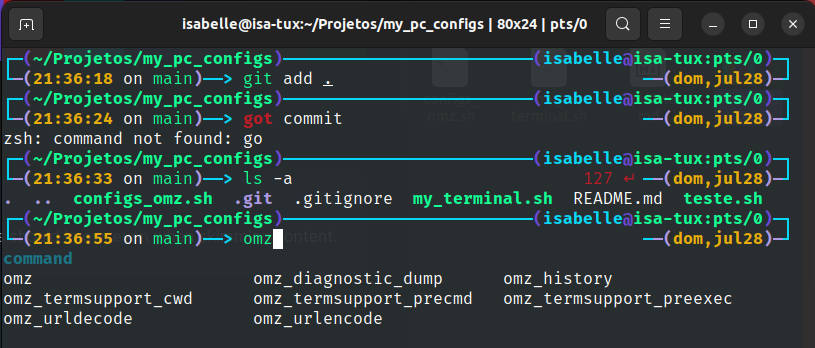 isabelle@isa-tux:~/Projetos/my_pc_configs | 80x24 | pts/0
(~/Projetos/my_pc_configs) (isabelle@isa-tux:pts/0)
(21:36:18 on main)──> git add . ──(dom,jul28)
(~/Projetos/my_pc_configs) (isabelle@isa-tux:pts/0)
(21:36:24 on main)──> got commit ──(dom,jul28)
zsh: command not found: go
(~/Projetos/my_pc_configs) (isabelle@isa-tux:pts/0)
(21:36:33 on main)──> ls -a 127 ↵ ──(dom,jul28)
. .. configs_omz.sh .git .gitignore my_terminal.sh README.md teste.sh
(~/Projetos/my_pc_configs) (isabelle@isa-tux:pts/0)
(21:36:55 on main)──> omz ──(dom,jul28)
command
omz omz_diagnostic_dump omz_history
omz_termsupport_cwd omz_termsupport_precmd omz_termsupport_preexec
omz_urldecode omz_urlencode